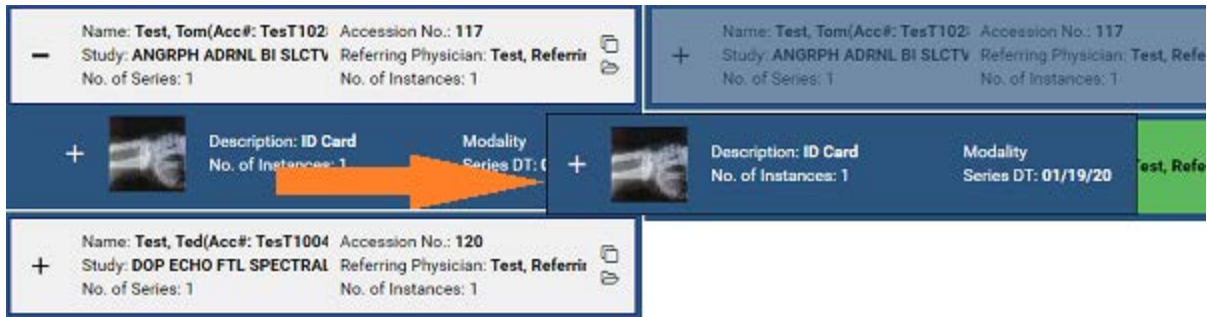 Name: Test, Tom(Acc#: TesT102
Accession No.: 117
Study: ANGRPH ADRNL BI SLCTV
Referring Physician: Test, Referrin
No. of Series: 1
No. of Instances: 1
Name: Test, Tom(Acc#: TesT102
Accession No.: 117
Study: ANGRPH ADRNL BI SLCTV
Referring Physician: Test, Refe
No. of Series: 1
No. of Instances: 1
Description: ID Card
Modality
No. of Instances: 1
Series DT:
Description: ID Card
Modality
No. of Instances: 1
Series DT: 01/19/20
est, Refe
Name: Test, Ted(Acc#: TesT1004
Accession No.: 120
Study: DOP ECHO FTL SPECTRAL
Referring Physician: Test, Referrin
No. of Series: 1
No. of Instances: 1